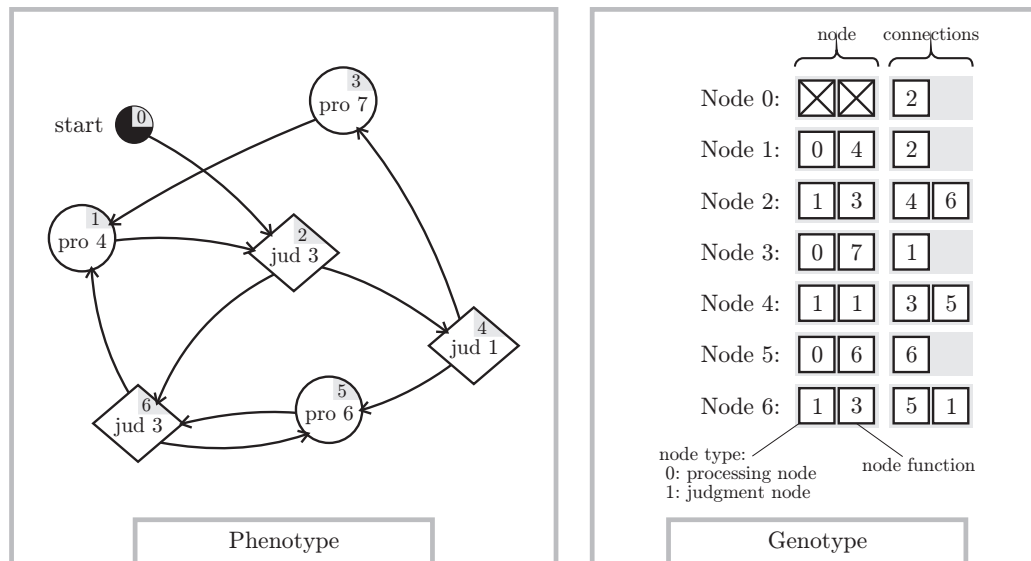 3
pro 7
start
0
1
pro 4
2
jud 3
4
jud 1
5
pro 6
6
jud 3
Phenotype
node connections
Node 0: 2
Node 1: 0 4 2
Node 2: 1 3 4 6
Node 3: 0 7 1
Node 4: 1 1 3 5
Node 5: 0 6 6
Node 6: 1 3 5 1
node type:
0: processing node
1: judgment node
node function
Genotype